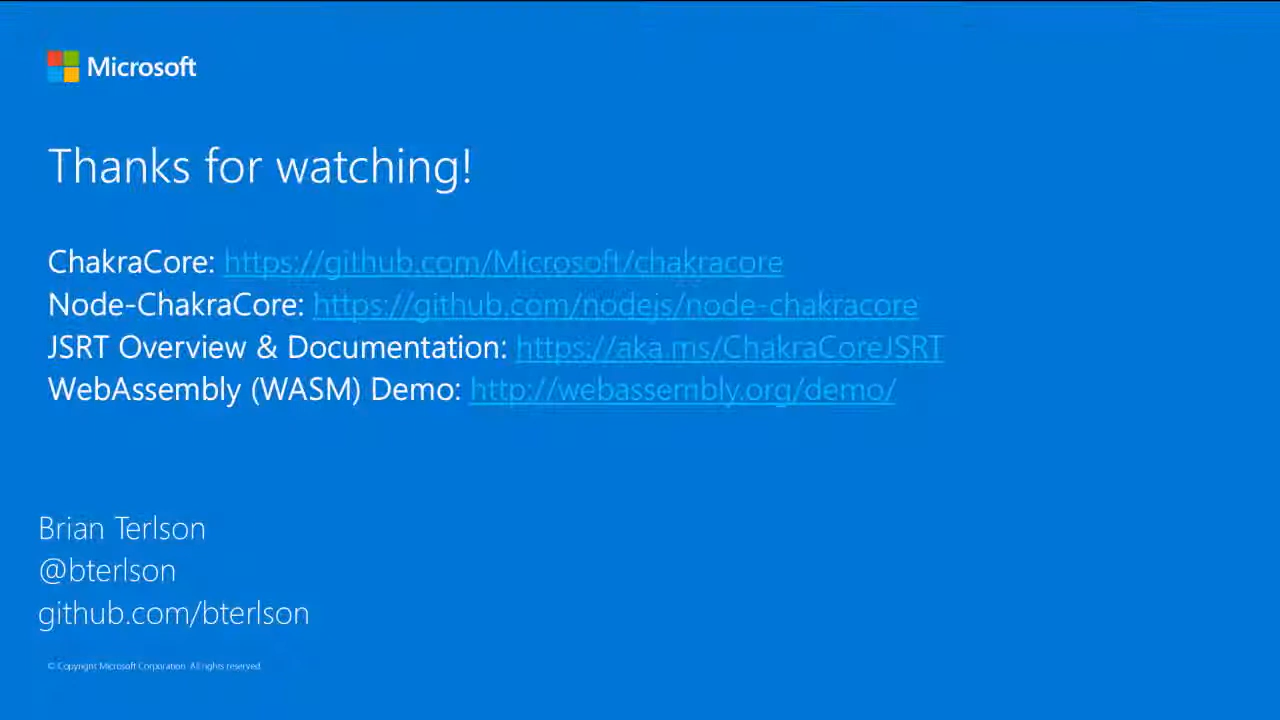 Microsoft
Thanks for watching!
ChakraCore: https://github.com/Microsoft/chakracore
Node-ChakraCore: https://github.com/nodejs/node-chakracore
JSRT Overview & Documentation: https://aka.ms/ChakraCoreJSRT
WebAssembly (WASM) Demo: http://webassembly.org/demo/
Brian Terlson
@bterlson
github.com/bterlson
© Copyright Microsoft Corporation. All rights reserved.